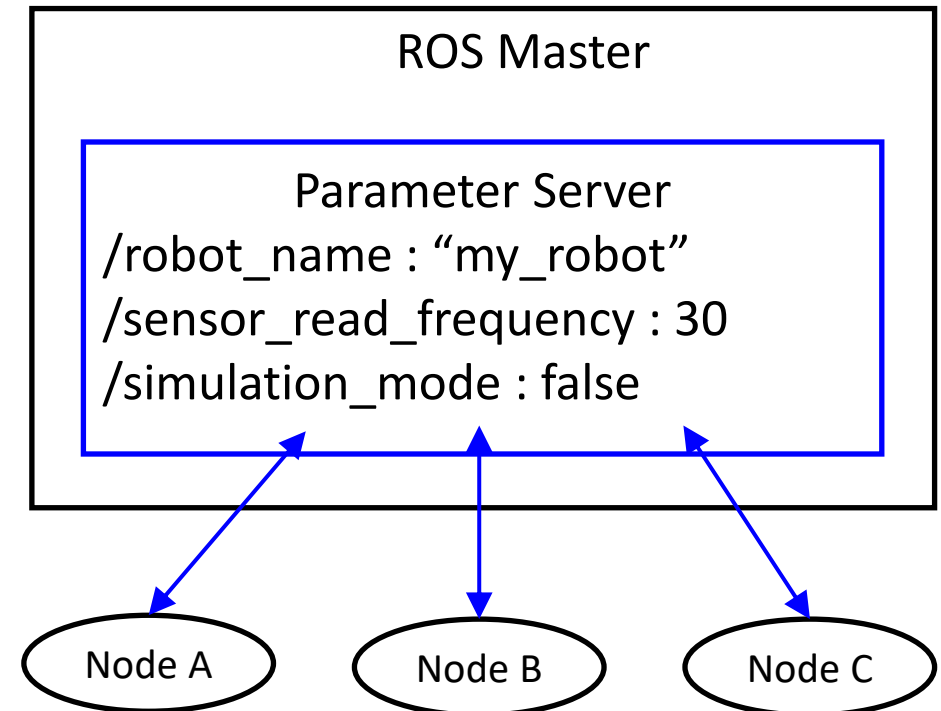 ROS Master
Parameter Server
/robot_name : “my_robot”
/sensor_read_frequency : 30
/simulation_mode : false
Node A
Node B
Node C